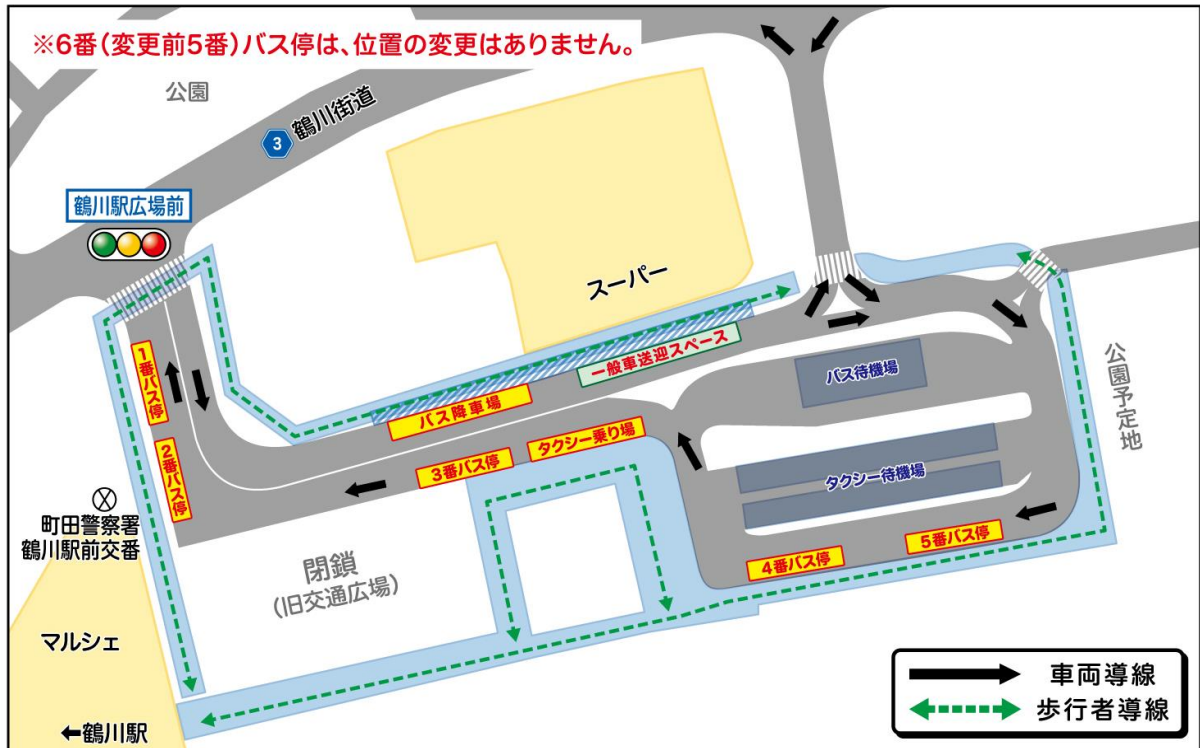 ※6番(変更前5番)バス停は、位置の変更はありません。
公園
3
鶴川街道
鶴川駅広場前
スーパー
一般車送迎スペース
バス降車場
タクシー乗り場
3番バス停
1番バス停
2番バス停
バス待機場
タクシー待機場
公園予定地
5番バス停
4番バス停
町田警察署
鶴川駅前交番
閉鎖
(旧交通広場)
マルシェ
←鶴川駅
車両導線
歩行者導線